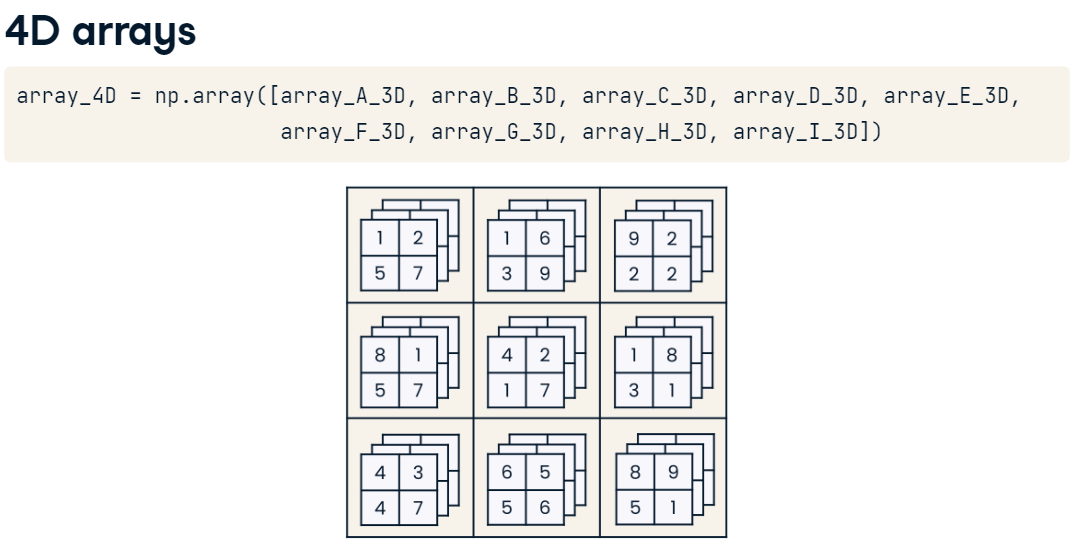 4D arrays
array_4D = np.array([array_A_3D, array_B_3D, array_C_3D, array_D_3D, array_E_3D,
array_F_3D, array_G_3D, array_H_3D, array_I_3D])
1 2 1 6 9 2
5 7 3 9 2 2
8 1 4 2 1 8
5 7 1 7 3 1
4 3 6 5 8 9
4 7 5 6 5 1